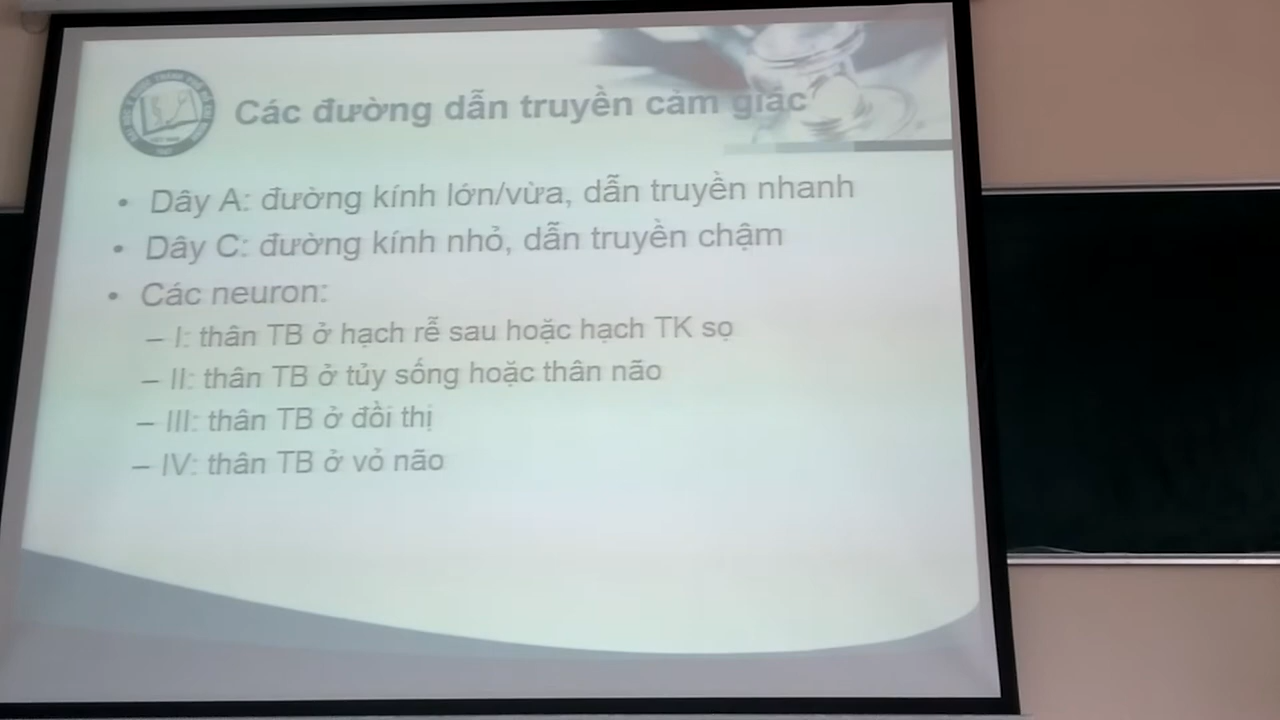 Các đường dẫn truyền cảm giác
• Dây A: đường kính lớn/vừa, dẫn truyền nhanh
• Dây C: đường kính nhỏ, dẫn truyền chậm
• Các neuron:
– I: thân TB ở hạch rễ sau hoặc hạch TK sọ
– II: thân TB ở tủy sống hoặc thân não
– III: thân TB ở đồi thị
– IV: thân TB ở vỏ não